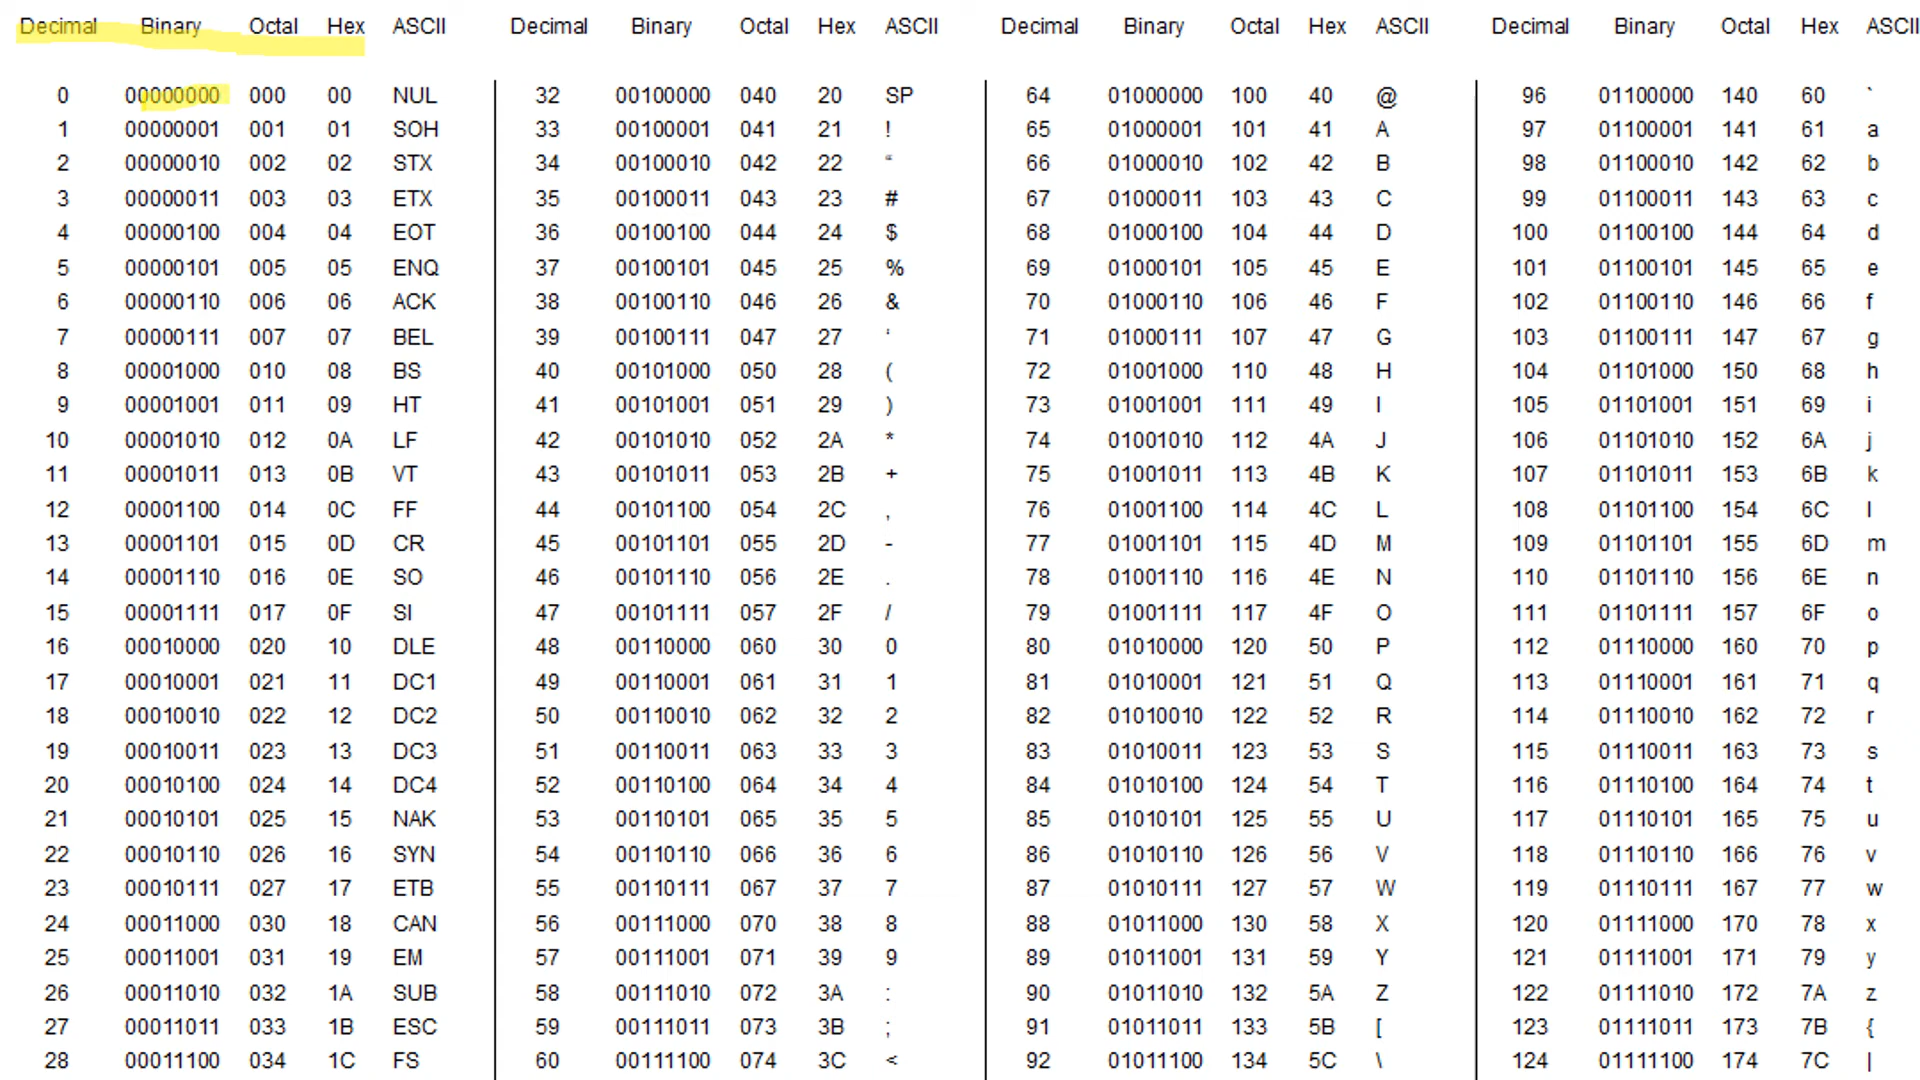 Decimal Binary Octal Hex ASCII Decimal Binary Octal Hex ASCII Decimal Binary Octal Hex ASCII Decimal Binary Octal Hex ASCII
0 00000000 000 00 NUL 32 00100000 040 20 SP 64 01000000 100 40 @ 96 01100000 140 60 `
1 00000001 001 01 SOH 33 00100001 041 21 ! 65 01000001 101 41 A 97 01100001 141 61 a
2 00000010 002 02 STX 34 00100010 042 22 “ 66 01000010 102 42 B 98 01100010 142 62 b
3 00000011 003 03 ETX 35 00100011 043 23 # 67 01000011 103 43 C 99 01100011 143 63 c
4 00000100 004 04 EOT 36 00100100 044 24 $ 68 01000100 104 44 D 100 01100100 144 64 d
5 00000101 005 05 ENQ 37 00100101 045 25 % 69 01000101 105 45 E 101 01100101 145 65 e
6 00000110 006 06 ACK 38 00100110 046 26 & 70 01000110 106 46 F 102 01100110 146 66 f
7 00000111 007 07 BEL 39 00100111 047 27 ‘ 71 01000111 107 47 G 103 01100111 147 67 g
8 00001000 010 08 BS 40 00101000 050 28 ( 72 01001000 110 48 H 104 01101000 150 68 h
9 00001001 011 09 HT 41 00101001 051 29 ) 73 01001001 111 49 I 105 01101001 151 69 i
10 00001010 012 0A LF 42 00101010 052 2A * 74 01001010 112 4A J 106 01101010 152 6A j
11 00001011 013 0B VT 43 00101011 053 2B + 75 01001011 113 4B K 107 01101011 153 6B k
12 00001100 014 0C FF 44 00101100 054 2C , 76 01001100 114 4C L 108 01101100 154 6C l
13 00001101 015 0D CR 45 00101101 055 2D - 77 01001101 115 4D M 109 01101101 155 6D m
14 00001110 016 0E SO 46 00101110 056 2E . 78 01001110 116 4E N 110 01101110 156 6E n
15 00001111 017 0F SI 47 00101111 057 2F / 79 01001111 117 4F O 111 01101111 157 6F o
16 00010000 020 10 DLE 48 00110000 060 30 0 80 01010000 120 50 P 112 01110000 160 70 p
17 00010001 021 11 DC1 49 00110001 061 31 1 81 01010001 121 51 Q 113 01110001 161 71 q
18 00010010 022 12 DC2 50 00110010 062 32 2 82 01010010 122 52 R 114 01110010 162 72 r
19 00010011 023 13 DC3 51 00110011 063 33 3 83 01010011 123 53 S 115 01110011 163 73 s
20 00010100 024 14 DC4 52 00110100 064 34 4 84 01010100 124 54 T 116 01110100 164 74 t
21 00010101 025 15 NAK 53 00110101 065 35 5 85 01010101 125 55 U 117 01110101 165 75 u
22 00010110 026 16 SYN 54 00110110 066 36 6 86 01010110 126 56 V 118 01110110 166 76 v
23 00010111 027 17 ETB 55 00110111 067 37 7 87 01010111 127 57 W 119 01110111 167 77 w
24 00011000 030 18 CAN 56 00111000 070 38 8 88 01011000 130 58 X 120 01111000 170 78 x
25 00011001 031 19 EM 57 00111001 071 39 9 89 01011001 131 59 Y 121 01111001 171 79 y
26 00011010 032 1A SUB 58 00111010 072 3A : 90 01011010 132 5A Z 122 01111010 172 7A z
27 00011011 033 1B ESC 59 00111011 073 3B ; 91 01011011 133 5B [ 123 01111011 173 7B {
28 00011100 034 1C FS 60 00111100 074 3C < 92 01011100 134 5C \ 124 01111100 174 7C |